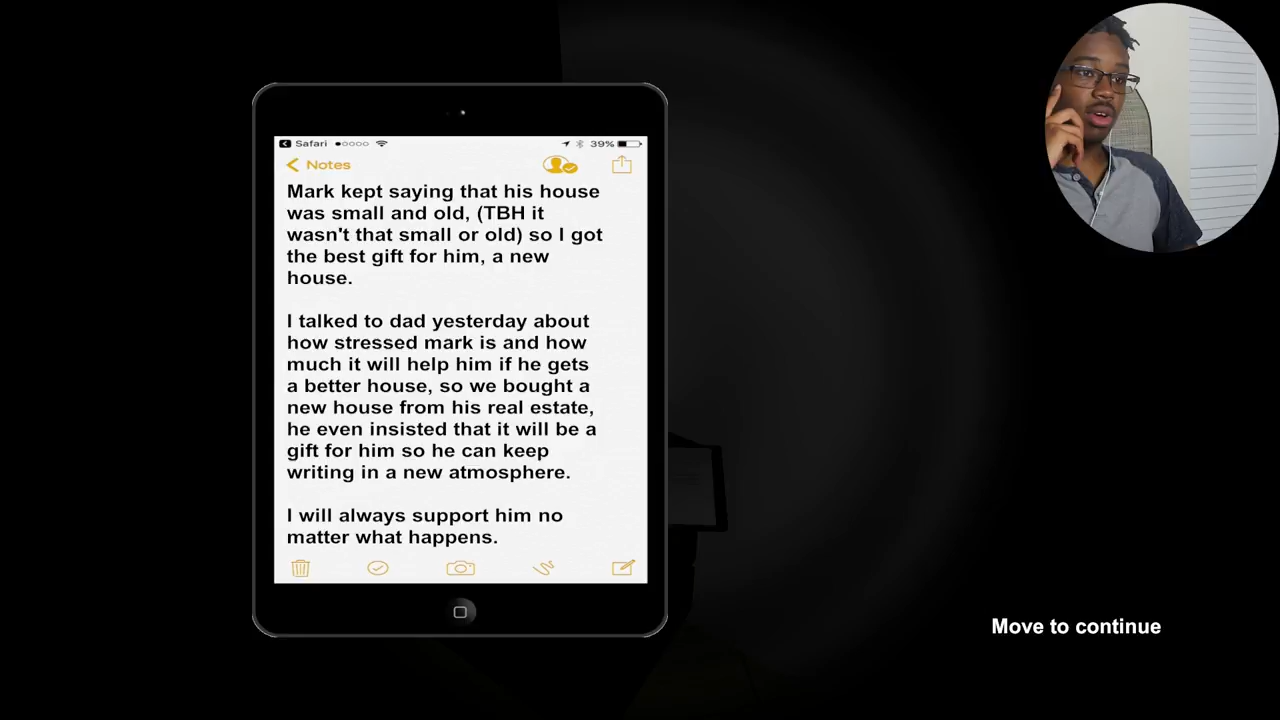 Safari
39%
Notes
Mark kept saying that his house
was small and old, (TBH it
wasn't that small or old) so I got
the best gift for him, a new
house.
I talked to dad yesterday about
how stressed mark is and how
much it will help him if he gets
a better house, so we bought a
new house from his real estate,
he even insisted that it will be a
gift for him so he can keep
writing in a new atmosphere.
I will always support him no
matter what happens.
Move to continue